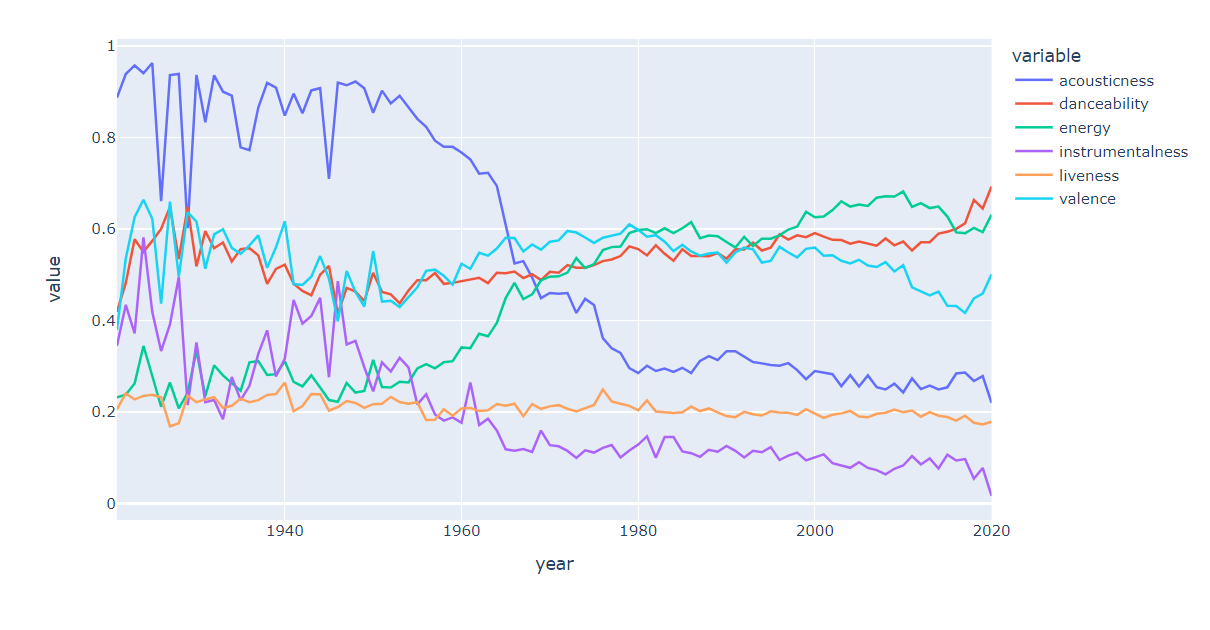 1
0.8
0.6
0.4
0.2
0
value
1940
1960
1980
2000
2020
year
variable
acousticness
danceability
energy
instrumentalness
liveness
valence